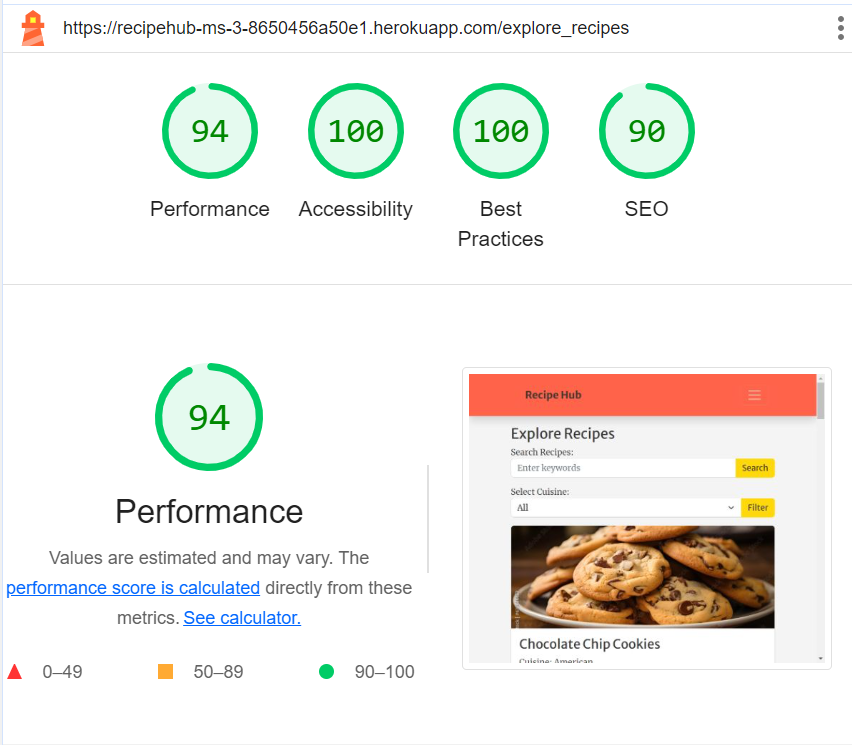 https://recipehub-ms-3-8650456a50e1.herokuapp.com/explore_recipes
94
100
100
90
Performance
Accessibility
Best
Practices
SEO
94
Performance
Values are estimated and may vary. The
performance score is calculated directly from these
metrics. See calculator.
0–49
50–89
90–100
Recipe Hub
Explore Recipes
Search Recipes:
Enter keywords
Search
Select Cuisine:
All
Filter
Chocolate Chip Cookies
Cuisine: American